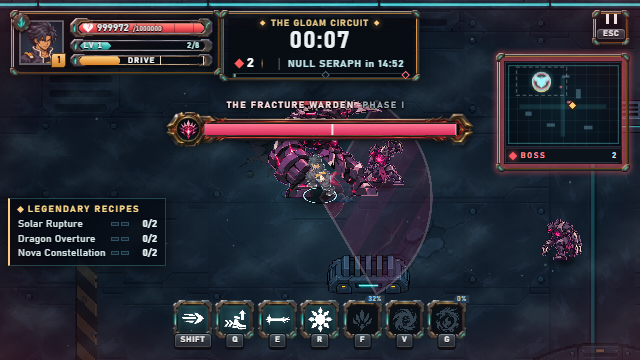 THE GLOAM CIRCUIT
999972 /1000000
00:07
ESC
LV 1
2/8
1
DRIVE
2
NULL SERAPH in 14:52
THE FRACTURE WARDEN PHASE I
BOSS
2
LEGENDARY RECIPES
Solar Rupture 0/2
Dragon Overture 0/2
Nova Constellation 0/2
32%
0%
SHIFT
Q
E
R
F
V
G